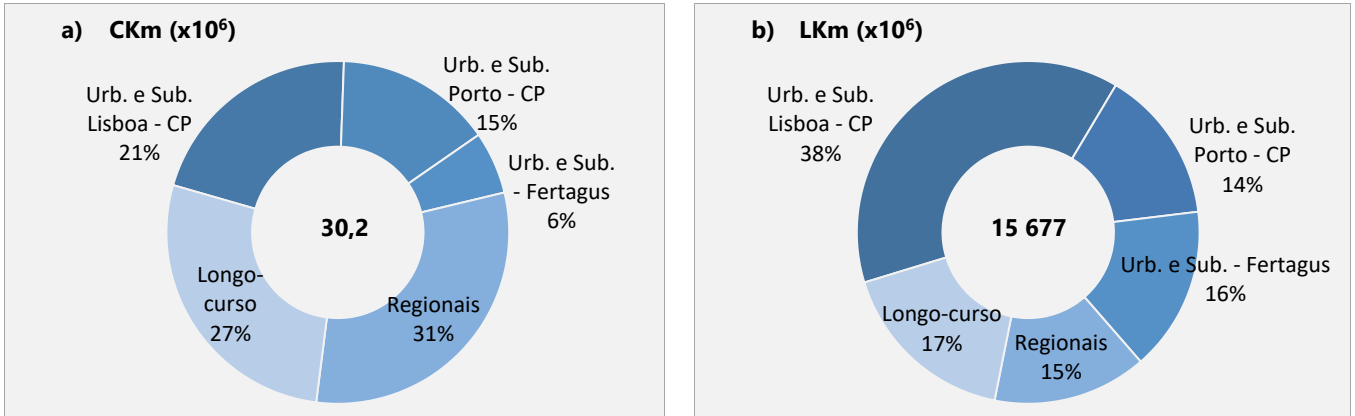 a) CKm (x10⁶)
Urb. e Sub.
Lisboa - CP
21%
Urb. e Sub.
Porto - CP
15%
Urb. e Sub.
- Fertagus
6%
30,2
Longo-
curso
27%
Regionais
31%
b) LKm (x10⁶)
Urb. e Sub.
Lisboa - CP
38%
Urb. e Sub.
Porto - CP
14%
15 677
Urb. e Sub. - Fertagus
16%
Longo-curso
17%
Regionais
15%